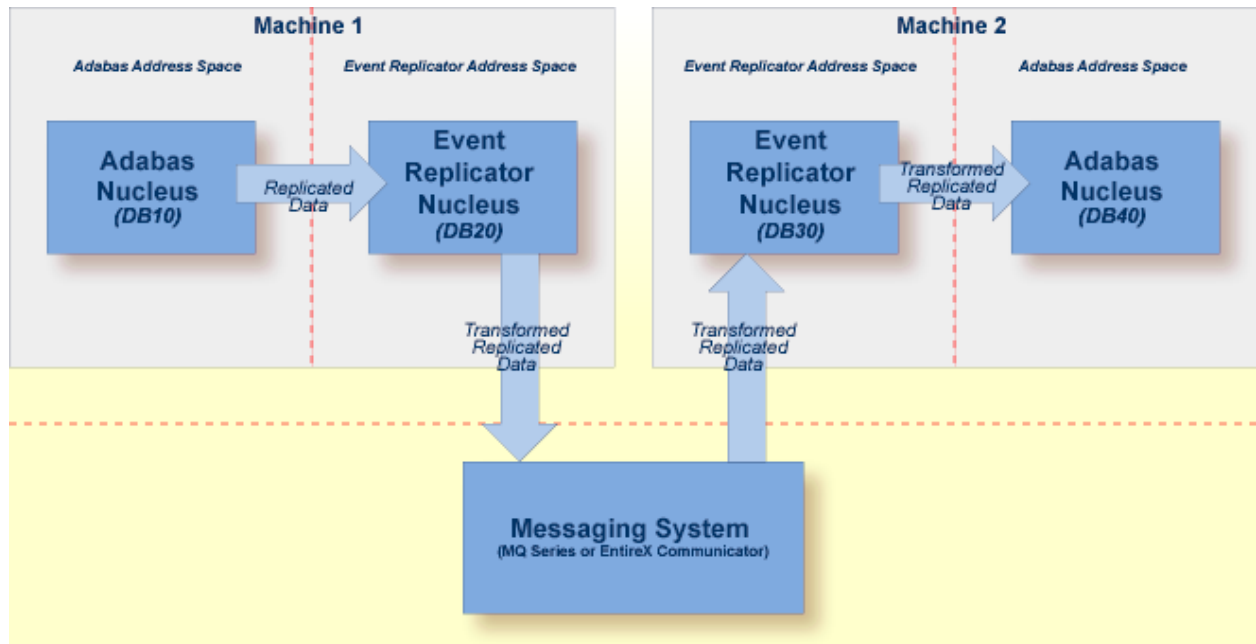 Machine 1
Adabas Address Space
Event Replicator Address Space
Adabas
Nucleus
(DB10)
Replicated
Data
Event
Replicator
Nucleus
(DB20)
Transformed
Replicated
Data
Machine 2
Event Replicator Address Space
Adabas Address Space
Event
Replicator
Nucleus
(DB30)
Transformed
Replicated
Data
Adabas
Nucleus
(DB40)
Transformed
Replicated
Data
Messaging System
(MQ Series or EntireX Communicator)